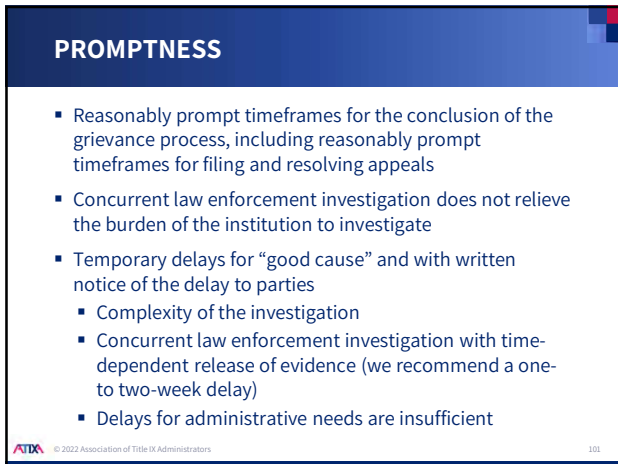 PROMPTNESS
▪ Reasonably prompt timeframes for the conclusion of the
grievance process, including reasonably prompt
timeframes for filing and resolving appeals
▪ Concurrent law enforcement investigation does not relieve
the burden of the institution to investigate
▪ Temporary delays for “good cause” and with written
notice of the delay to parties
▪ Complexity of the investigation
▪ Concurrent law enforcement investigation with time-
dependent release of evidence (we recommend a one-
to two-week delay)
▪ Delays for administrative needs are insufficient
ATIXA © 2022 Association of Title IX Administrators 101